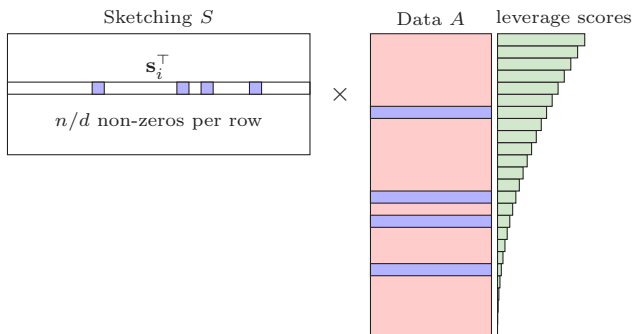 Sketching S
Data A
leverage scores
s_i^⊤
×
n/d non-zeros per row